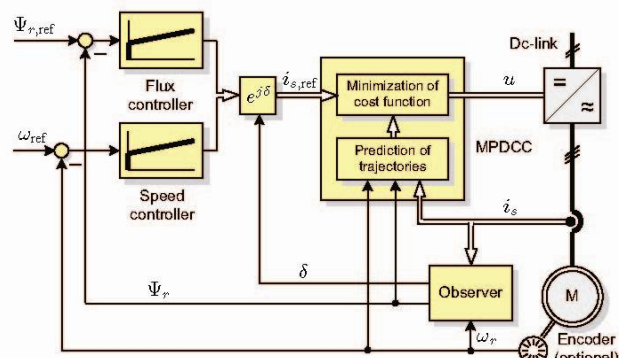 Ψr,ref
Flux
controller
ωref
Speed
controller
e^jδ
is,ref
Minimization of
cost function
Prediction of
trajectories
MPDCC
u
Dc-link
=
≈
is
δ
Ψr
Observer
ωr
M
Encoder
(optional)